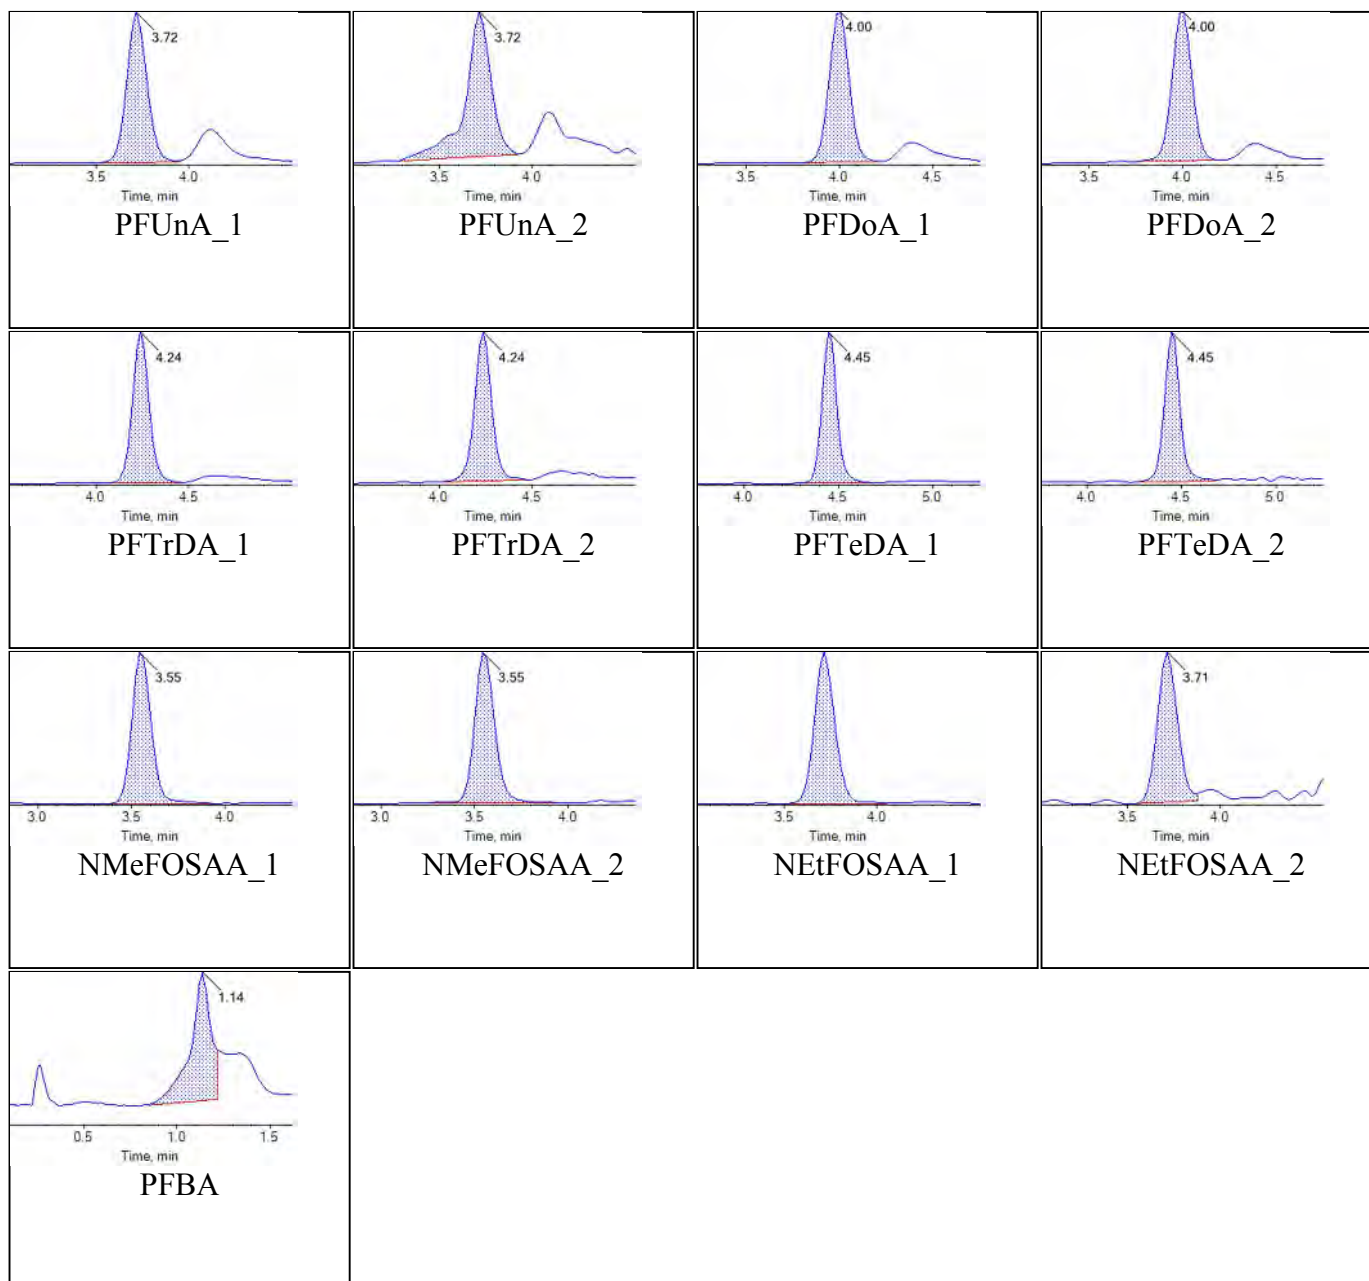 3.72
3.5 4.0
Time, min
PFUnA_1
3.72
3.5 4.0
Time, min
PFUnA_2
4.00
3.5 4.0 4.5
Time, min
PFDoA_1
4.00
3.5 4.0 4.5
Time, min
PFDoA_2
4.24
4.0 4.5
Time, min
PFTrDA_1
4.24
4.0 4.5
Time, min
PFTrDA_2
4.45
4.0 4.5 5.0
Time, min
PFTeDA_1
4.45
4.0 4.5 5.0
Time, min
PFTeDA_2
3.55
3.0 3.5 4.0
Time, min
NMeFOSAA_1
3.55
3.0 3.5 4.0
Time, min
NMeFOSAA_2
3.5 4.0
Time, min
NEtFOSAA_1
3.71
3.5 4.0
Time, min
NEtFOSAA_2
1.14
0.5 1.0 1.5
Time, min
PFBA